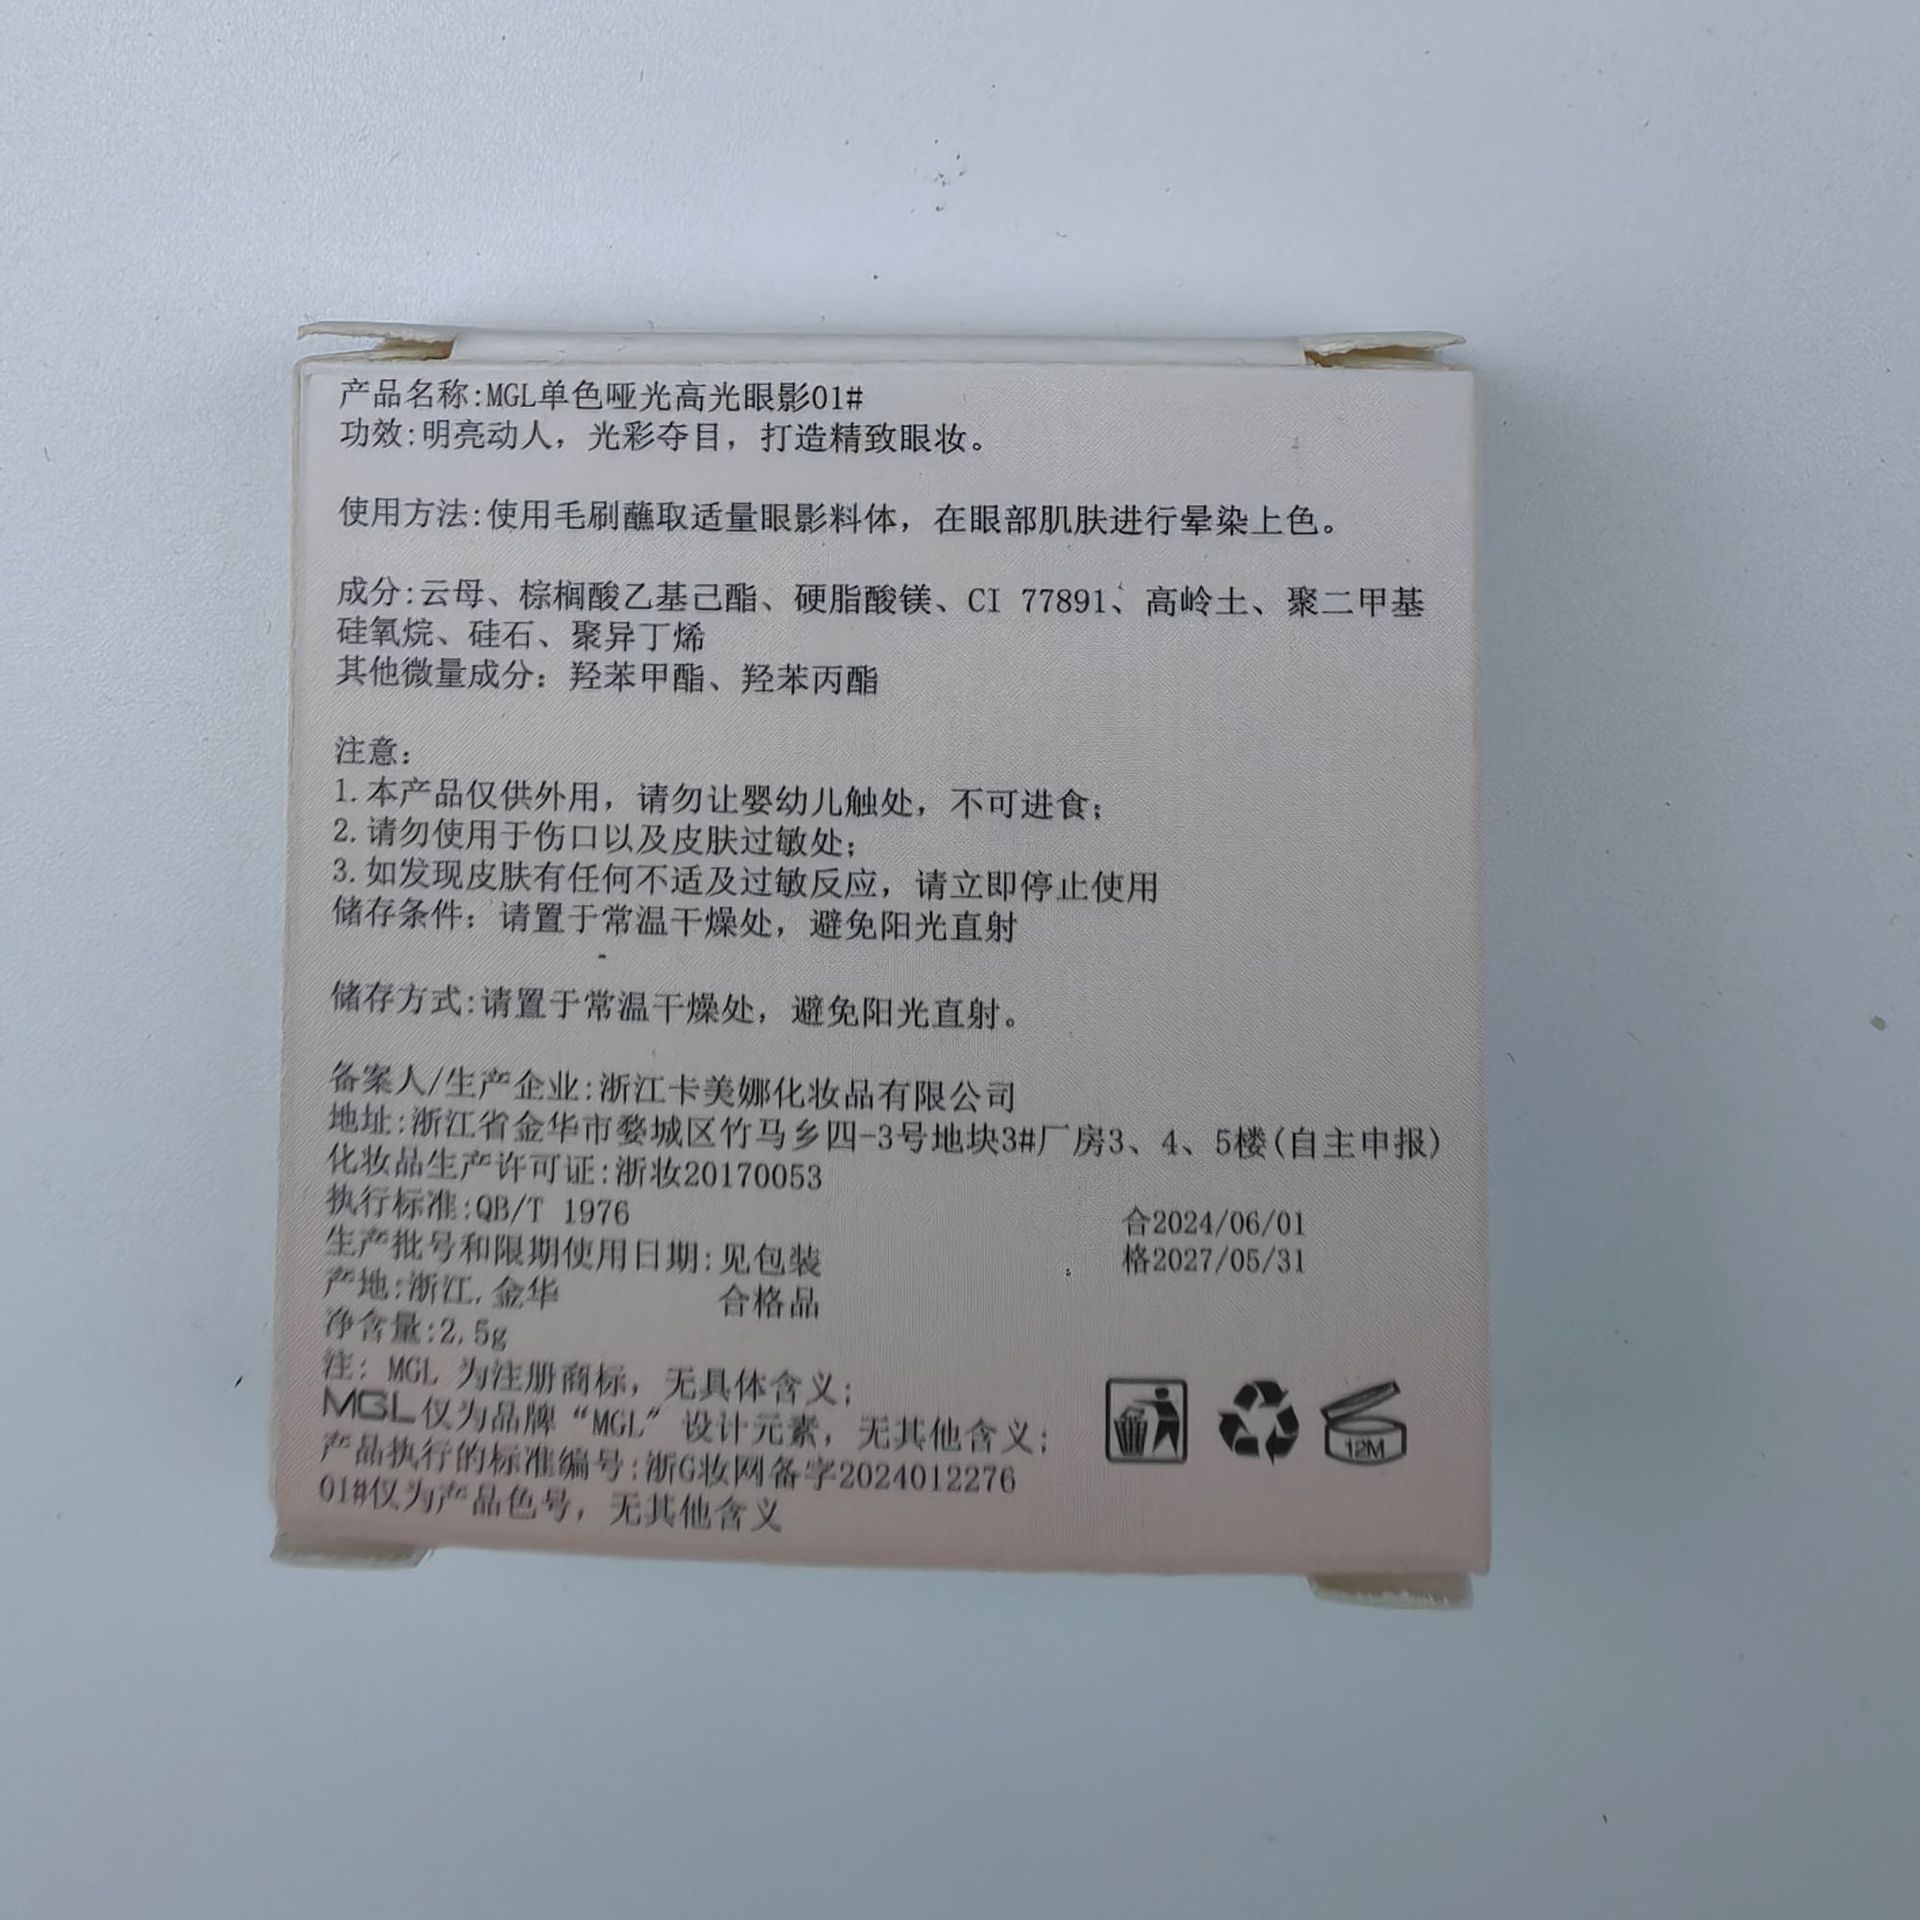 产品名称:MGL单色哑光高光眼影01#
功效:明亮动人，光彩夺目，打造精致眼妆。
使用方法:使用毛刷蘸取适量眼影料体，在眼部肌肤进行晕染上色。
成分:云母、棕榈酸乙基己酯、硬脂酸镁、CI 77891、高岭土、聚二甲基
硅氧烷、硅石、聚异丁烯
其他微量成分：羟苯甲酯、羟苯丙酯
注意：
1.本产品仅供外用，请勿让婴幼儿触处，不可进食；
2.请勿使用于伤口以及皮肤过敏处；
3.如发现皮肤有任何不适及过敏反应，请立即停止使用
储存条件：请置于常温干燥处，避免阳光直射
储存方式:请置于常温干燥处，避免阳光直射。
备案人/生产企业:浙江卡美娜化妆品有限公司
地址:浙江省金华市婺城区竹马乡四-3号地块3#厂房3、4、5楼(自主申报)
化妆品生产许可证:浙妆20170053
执行标准:QB/T 1976
生产批号和限期使用日期:见包装
产地:浙江,金华 合格品
合2024/06/01
格2027/05/31
净含量:2.5g
注：MGL 为注册商标，无具体含义；
MGL仅为品牌“MGL”设计元素，无其他含义；
产品执行的标准编号:浙G妆网备字2024012276
01#仅为产品色号，无其他含义
12M